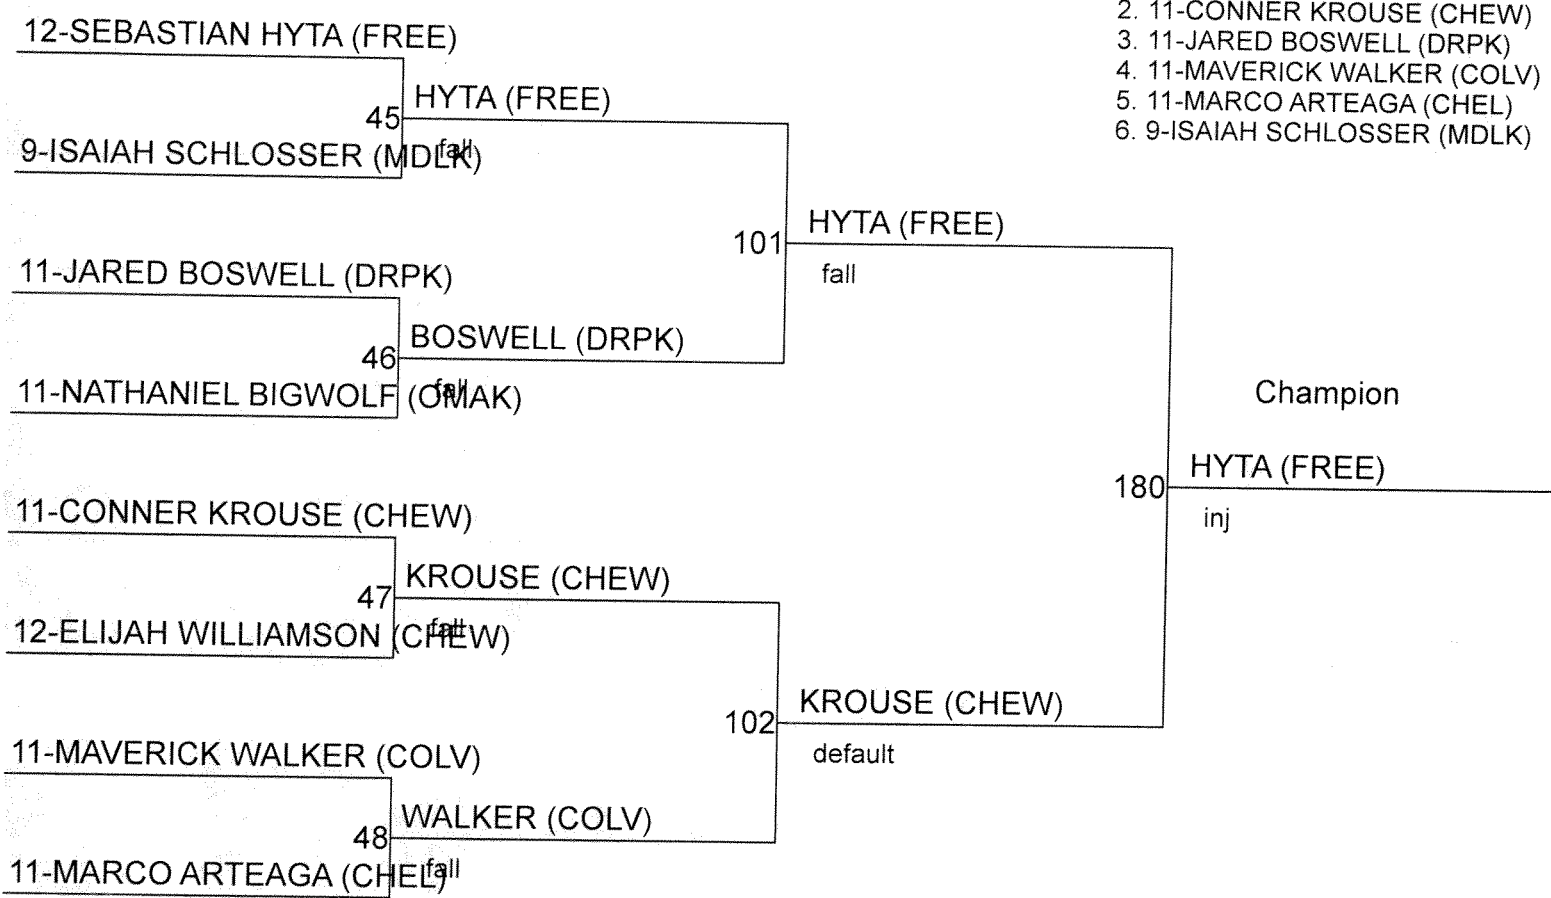 12-SEBASTIAN HYTA (FREE)
45 HYTA (FREE)
fall
9-ISAIAH SCHLOSSER (MDLK)
101 HYTA (FREE)
fall
11-JARED BOSWELL (DRPK)
46 BOSWELL (DRPK)
fall
11-NATHANIEL BIGWOLF (OMAK)
Champion
180 HYTA (FREE)
inj
11-CONNER KROUSE (CHEW)
47 KROUSE (CHEW)
fall
12-ELIJAH WILLIAMSON (CHEW)
102 KROUSE (CHEW)
default
11-MAVERICK WALKER (COLV)
48 WALKER (COLV)
fall
11-MARCO ARTEAGA (CHEL)
2. 11-CONNER KROUSE (CHEW)
3. 11-JARED BOSWELL (DRPK)
4. 11-MAVERICK WALKER (COLV)
5. 11-MARCO ARTEAGA (CHEL)
6. 9-ISAIAH SCHLOSSER (MDLK)